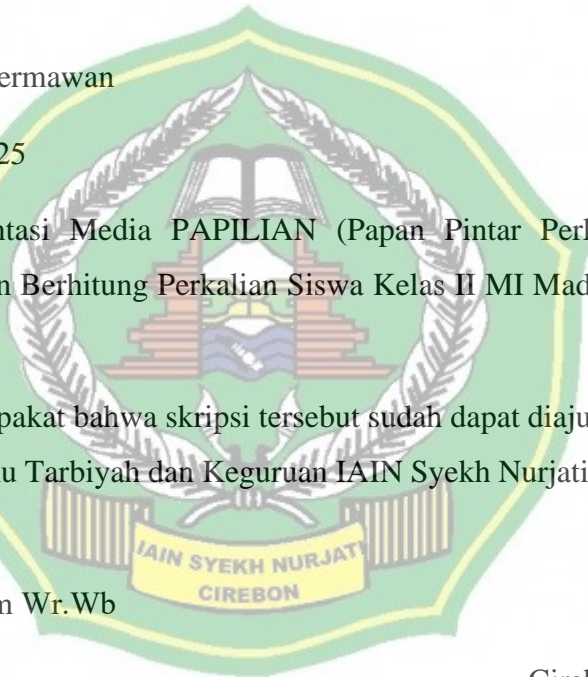 ermawan
25
ntasi Media PAPILIAN (Papan Pintar Perk
n Berhitung Perkalian Siswa Kelas II MI Mad
pakat bahwa skripsi tersebut sudah dapat diaju
u Tarbiyah dan Keguruan IAIN Syekh Nurjati
IAIN SYEKH NURJATI
CIREBON
m Wr.Wb
Cire